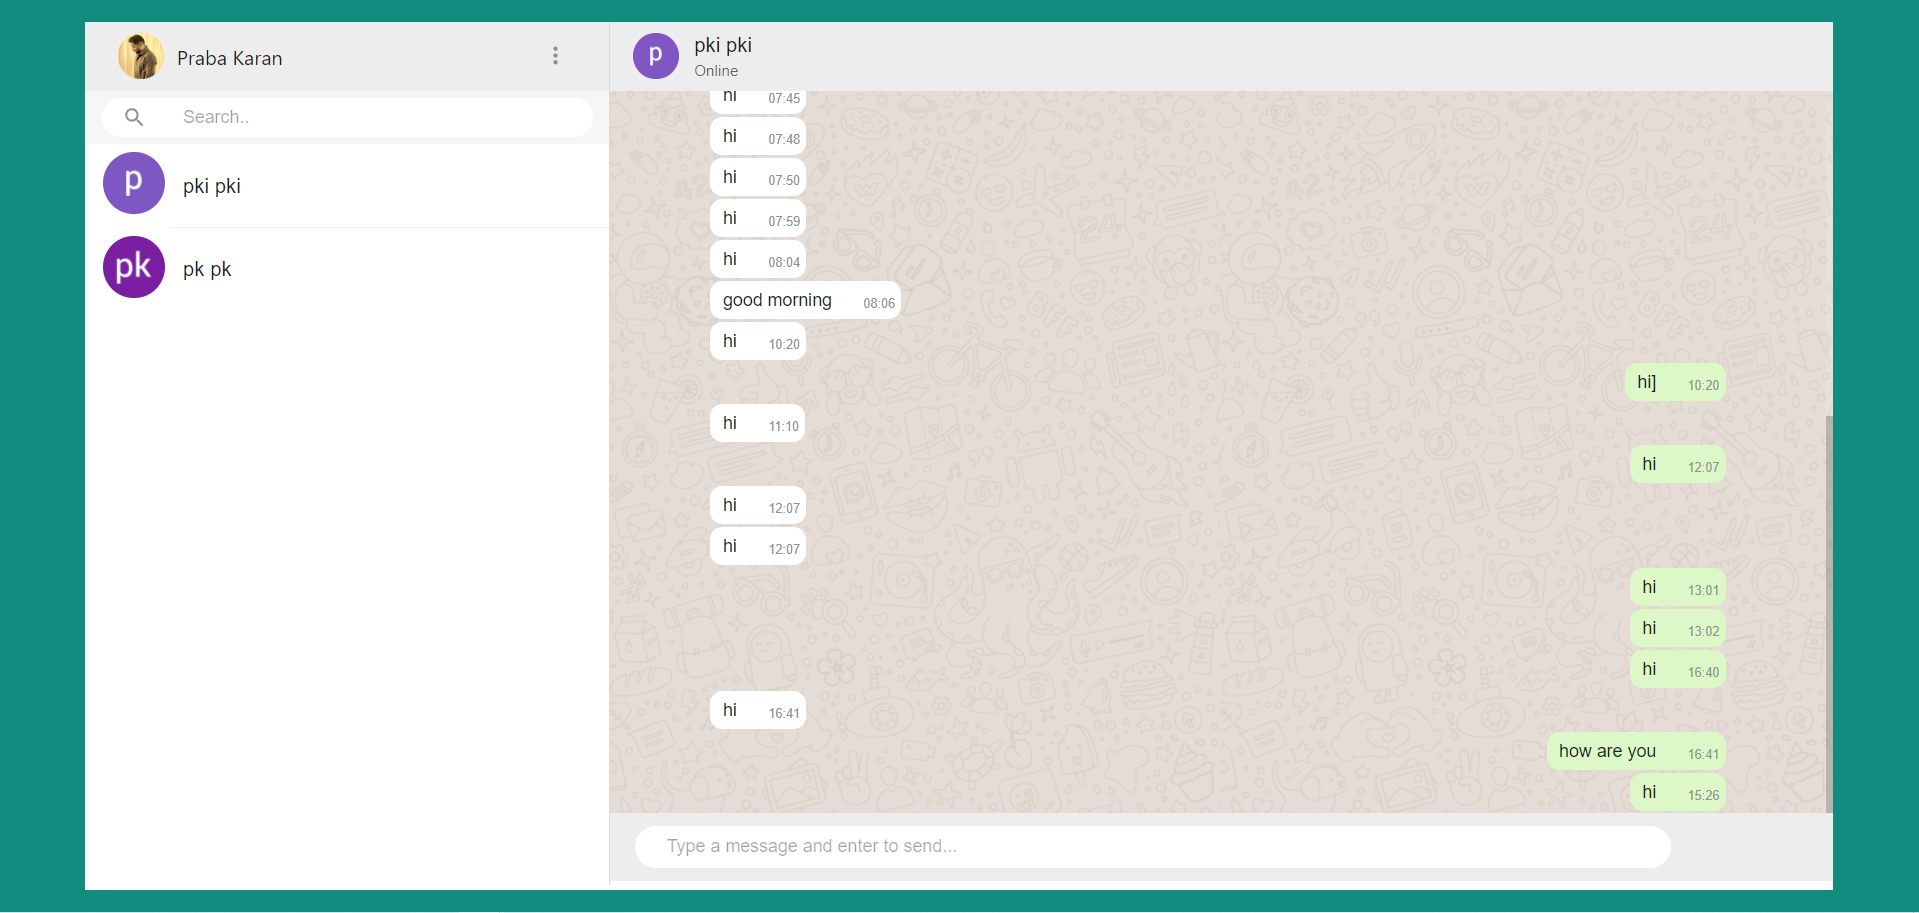 Praba Karan
Search..
p
pki pki
pk
pk pk
p
pki pki
Online
hi 07:45
hi 07:48
hi 07:50
hi 07:59
hi 08:04
good morning 08:06
hi 10:20
hi] 10:20
hi 11:10
hi 12:07
hi 12:07
hi 12:07
hi 13:01
hi 13:02
hi 16:40
hi 16:41
how are you 16:41
hi 15:26
Type a message and enter to send...